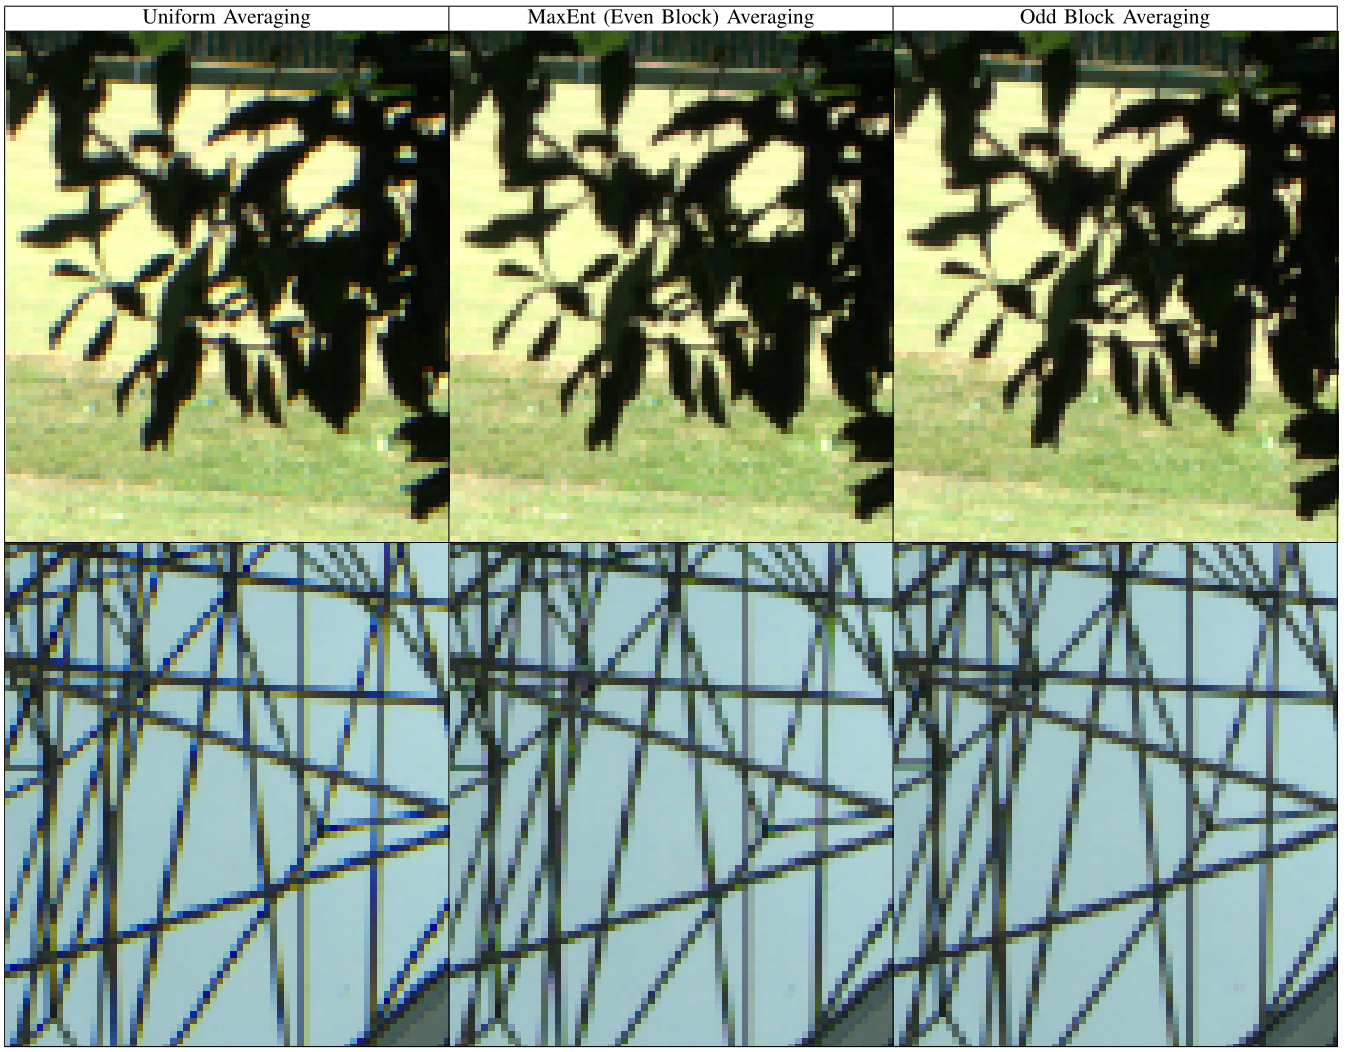 Uniform Averaging
MaxEnt (Even Block) Averaging
Odd Block Averaging